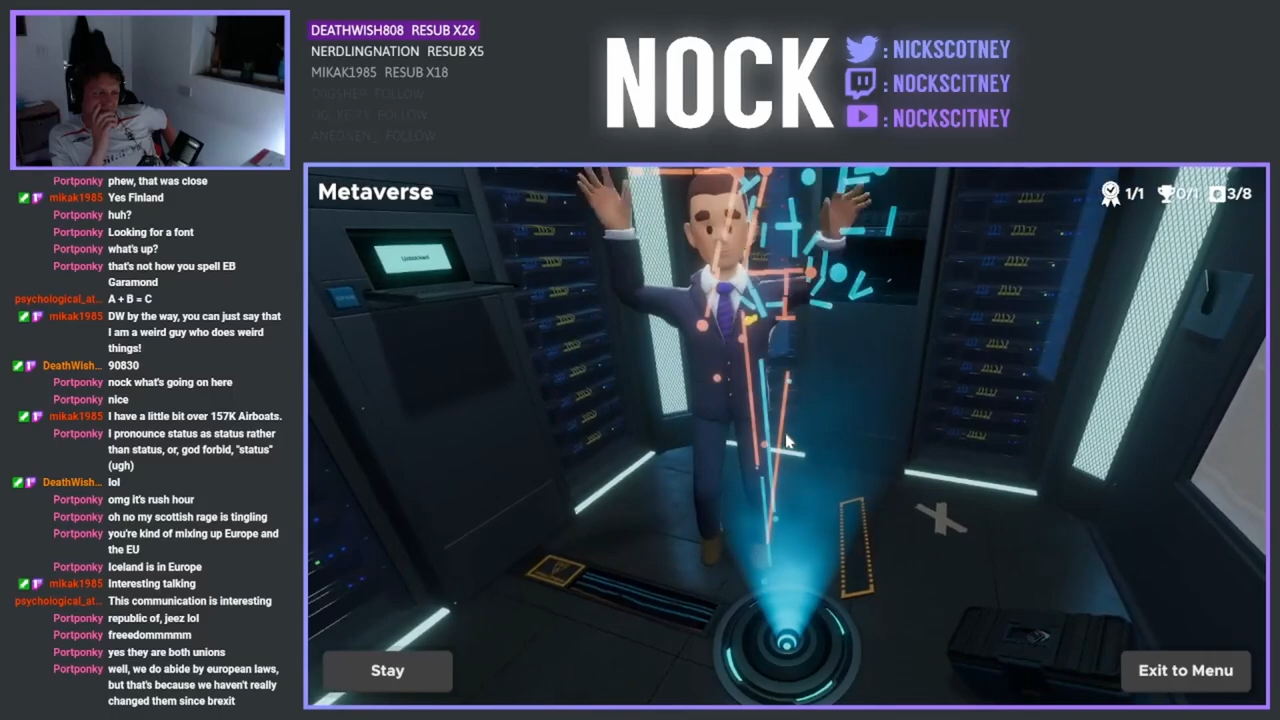 DEATHWISH808 RESUB X26
NERDLINGNATION RESUB X5
MIKAK1985 RESUB X18
FOLLOW
FOLLOW
FOLLOW
NOCK
: NICKSCOTNEY
: NOCKSCITNEY
: NOCKSCITNEY
Portponky phew, that was close
mikak1985 Yes Finland
Portponky huh?
Portponky Looking for a font
Portponky what's up?
Portponky that's not how you spell EB
Garamond
psychological_at... A + B = C
mikak1985 DW by the way, you can just say that
I am a weird guy who does weird
things!
DeathWish... 90830
Portponky nock what's going on here
Portponky nice
mikak1985 I have a little bit over 157K Airboats.
Portponky I pronounce status as status rather
than status, or, god forbid, "status"
(ugh)
DeathWish... lol
Portponky omg it's rush hour
Portponky oh no my scottish rage is tingling
Portponky you're kind of mixing up Europe and
the EU
Portponky Iceland is in Europe
mikak1985 Interesting talking
psychological_at... This communication is interesting
Portponky republic of, jeez lol
Portponky freeedommmmm
Portponky yes they are both unions
Portponky well, we do abide by european laws,
but that's because we haven't really
changed them since brexit
Metaverse
1/1 0/1 3/8
Unlocked
Stay
Exit to Menu